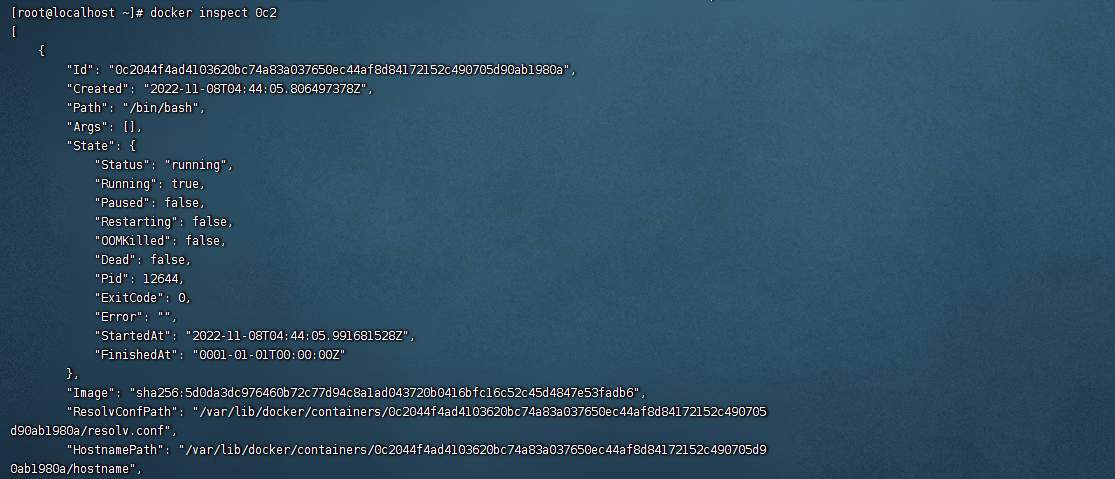 [root@localhost ~]# docker inspect 0c2
[
    {
        "Id": "0c2044f4ad4103620bc74a83a037650ec44af8d84172152c490705d90ab1980a",
        "Created": "2022-11-08T04:44:05.806497378Z",
        "Path": "/bin/bash",
        "Args": [],
        "State": {
            "Status": "running",
            "Running": true,
            "Paused": false,
            "Restarting": false,
            "OOMKilled": false,
            "Dead": false,
            "Pid": 12644,
            "ExitCode": 0,
            "Error": "",
            "StartedAt": "2022-11-08T04:44:05.991681528Z",
            "FinishedAt": "0001-01-01T00:00:00Z"
        },
        "Image": "sha256:5d0da3dc976460b72c77d94c8a1ad043720b0416bfc16c52c45d4847e53fadb6",
        "ResolvConfPath": "/var/lib/docker/containers/0c2044f4ad4103620bc74a83a037650ec44af8d84172152c490705
d90ab1980a/resolv.conf",
        "HostnamePath": "/var/lib/docker/containers/0c2044f4ad4103620bc74a83a037650ec44af8d84172152c490705d9
0ab1980a/hostname",